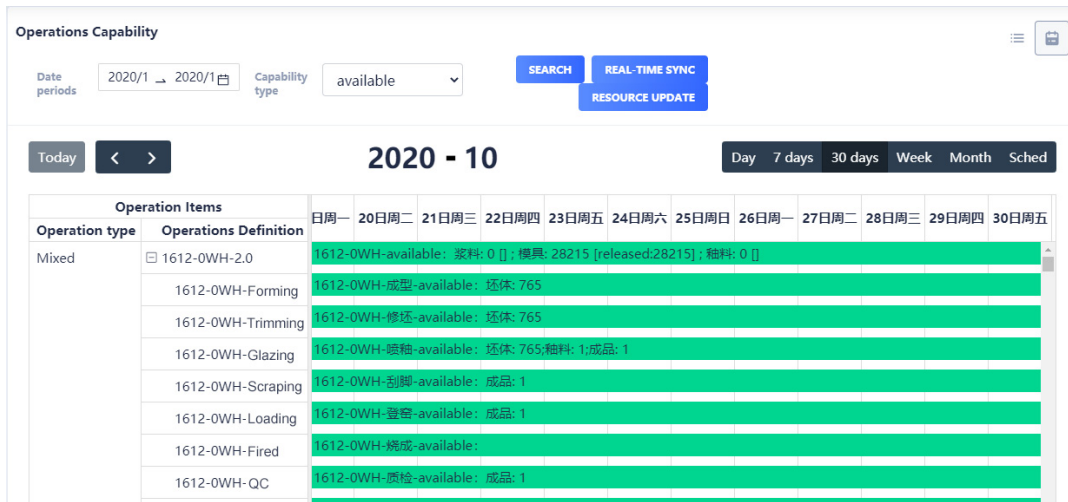 Operations Capability
Date periods
2020/1 → 2020/1
Capability type
available
SEARCH
REAL-TIME SYNC
RESOURCE UPDATE
Today
2020 - 10
Day 7 days 30 days Week Month Sched
Operation Items
Operation type Operations Definition
日周一 20日周二 21日周三 22日周四 23日周五 24日周六 25日周日 26日周一 27日周二 28日周三 29日周四 30日周五
Mixed 1612-0WH-2.0 1612-0WH-available: 浆料: 0 [] ; 模具: 28215 [released:28215] ; 釉料: 0 []
1612-0WH-Forming 1612-0WH-成型-available: 坯体: 765
1612-0WH-Trimming 1612-0WH-修坯-available: 坯体: 765
1612-0WH-Glazing 1612-0WH-喷釉-available: 坯体: 765;釉料: 1;成品: 1
1612-0WH-Scraping 1612-0WH-刮脚-available: 成品: 1
1612-0WH-Loading 1612-0WH-登窑-available: 成品: 1
1612-0WH-Fired 1612-0WH-烧成-available:
1612-0WH-QC 1612-0WH-质检-available: 成品: 1